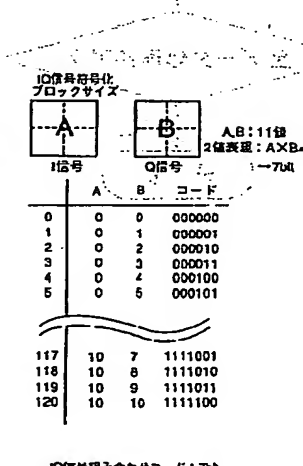 IQ信号符号化
ブロックサイズ
A
B
I信号
Q信号
A,B:11値
2値表現:A×B
→7bit
A B コード
0 0 0 000000
1 0 1 000001
2 0 2 000010
3 0 3 000011
4 0 4 000100
5 0 5 000101
117 10 7 1111001
118 10 8 1111010
119 10 9 1111011
120 10 10 1111100